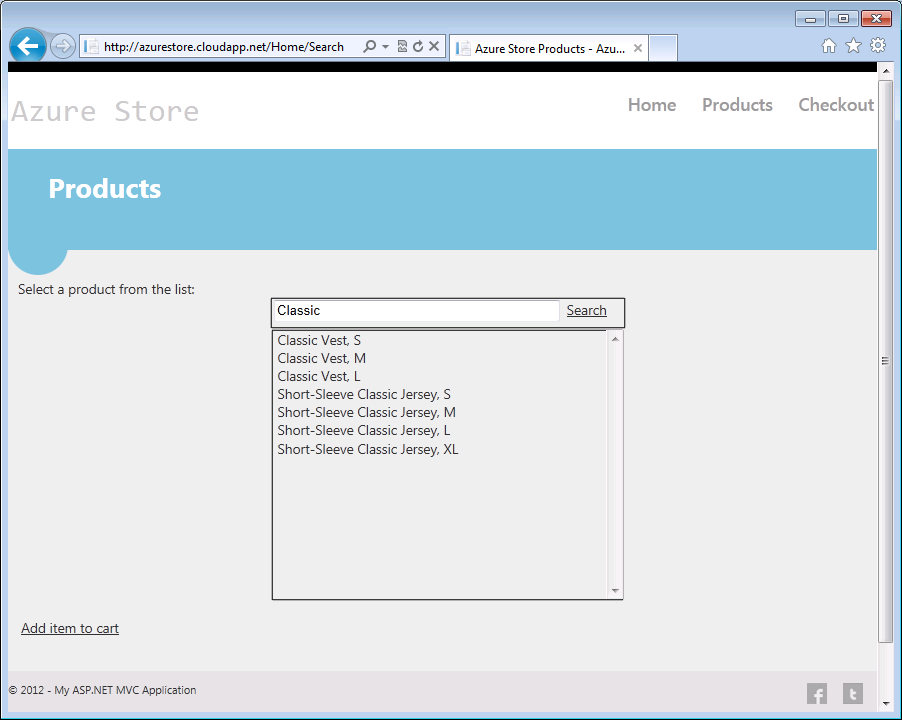 http://azurestore.cloudapp.net/Home/Search
Azure Store Products - Azu...
Azure Store
Home Products Checkout
Products
Select a product from the list:
Classic Search
Classic Vest, S
Classic Vest, M
Classic Vest, L
Short-Sleeve Classic Jersey, S
Short-Sleeve Classic Jersey, M
Short-Sleeve Classic Jersey, L
Short-Sleeve Classic Jersey, XL
Add item to cart
© 2012 - My ASP.NET MVC Application